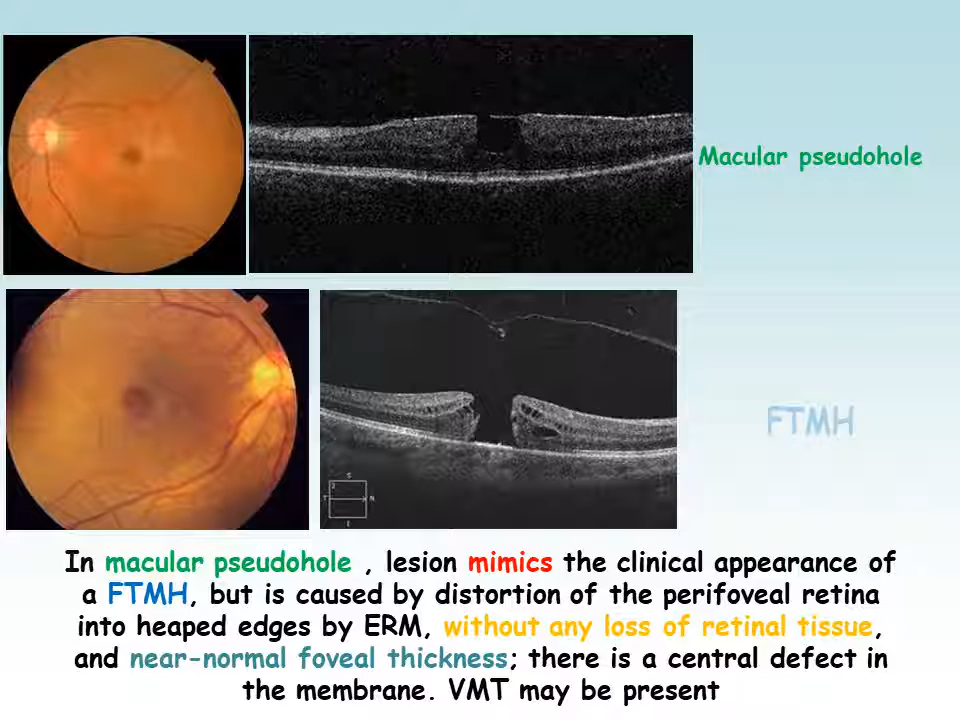 Macular pseudohole
FTMH
S
T
N
I
In macular pseudohole , lesion mimics the clinical appearance of
a FTMH, but is caused by distortion of the perifoveal retina
into heaped edges by ERM, without any loss of retinal tissue,
and near-normal foveal thickness; there is a central defect in
the membrane. VMT may be present